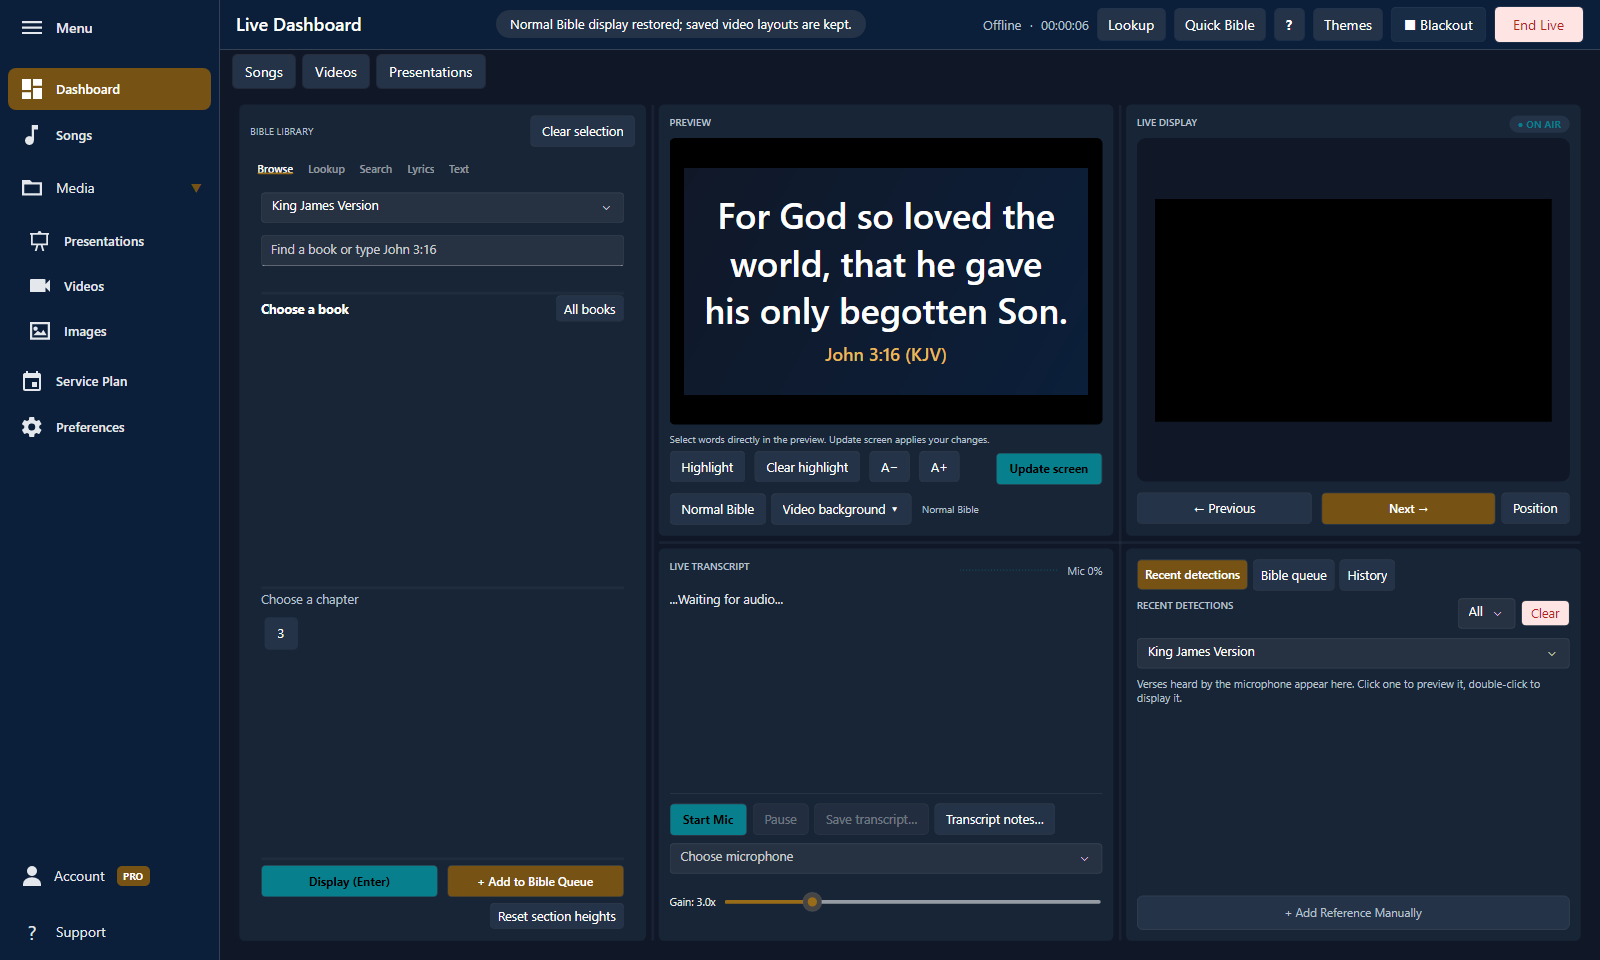 Menu
Live Dashboard
Normal Bible display restored; saved video layouts are kept.
Offline · 00:00:06
Lookup
Quick Bible
?
Themes
Blackout
End Live
Dashboard
Songs
Media
Presentations
Videos
Images
Service Plan
Preferences
Account PRO
? Support
Songs
Videos
Presentations
BIBLE LIBRARY
Clear selection
Browse
Lookup
Search
Lyrics
Text
King James Version
Find a book or type John 3:16
Choose a book
All books
Choose a chapter
3
Display (Enter)
+ Add to Bible Queue
Reset section heights
PREVIEW
For God so loved the
world, that he gave
his only begotten Son.
John 3:16 (KJV)
Select words directly in the preview. Update screen applies your changes.
Highlight
Clear highlight
A−
A+
Update screen
Normal Bible
Video background
Normal Bible
LIVE TRANSCRIPT
Mic 0%
...Waiting for audio...
Start Mic
Pause
Save transcript...
Transcript notes...
Choose microphone
Gain: 3.0x
LIVE DISPLAY
• ON AIR
← Previous
Next →
Position
Recent detections
Bible queue
History
RECENT DETECTIONS
All
Clear
King James Version
Verses heard by the microphone appear here. Click one to preview it, double-click to
display it.
+ Add Reference Manually